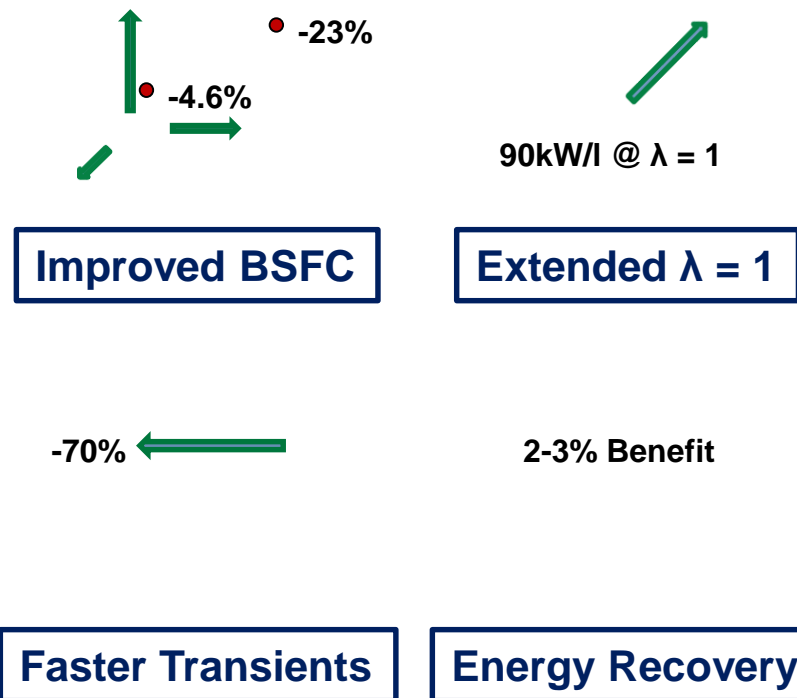 -23%
-4.6%
90kW/l @ λ = 1
Improved BSFC
Extended λ = 1
-70%
2-3% Benefit
Faster Transients
Energy Recovery